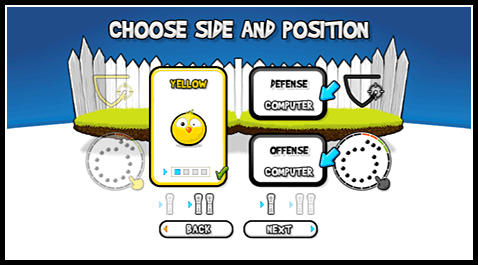 CHOOSE SIDE AND POSITION
YELLOW
DEFENSE
COMPUTER
OFFENSE
COMPUTER
BACK
NEXT